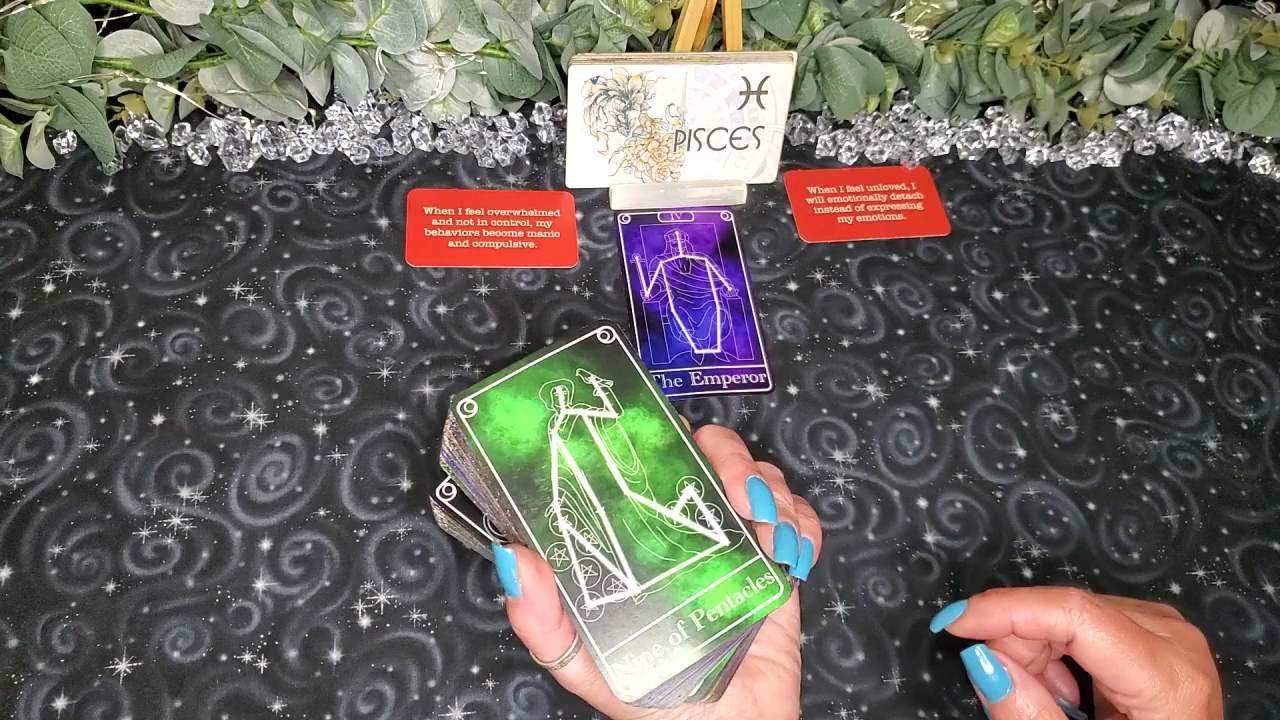 PISCES
When I feel overwhelmed
and not in control, my
behaviors become manic
and compulsive.
When I feel unloved, I
will emotionally detach
instead of expressing
my emotions.
IV
The Emperor
Nine of Pentacles